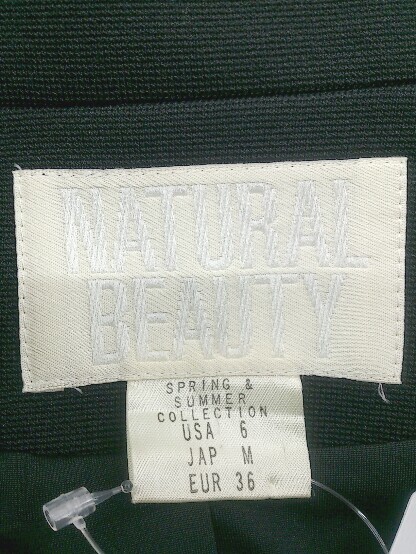 NATURAL
BEAUTY
SPRING &
SUMMER
COLLECTION
USA 6
JAP M
EUR 36